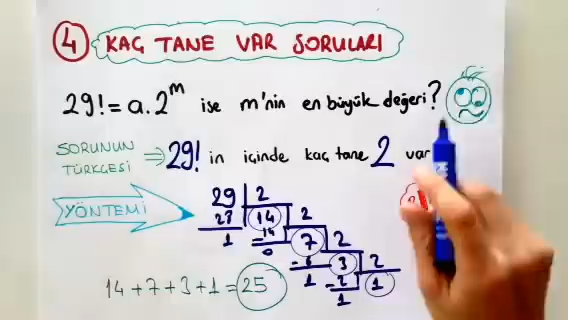 4 KAÇ TANE VAR SORULARI
29! = a.2^m ise m'nin en büyük değeri?
SORUNUN TÜRKÇESİ ⇒ 29! in içinde kaç tane 2 var
YÖNTEMİ
29 2
28 14 2
1 -14 7 2
0 -6 3 2
1 -2 1
1
14+7+3+1=25